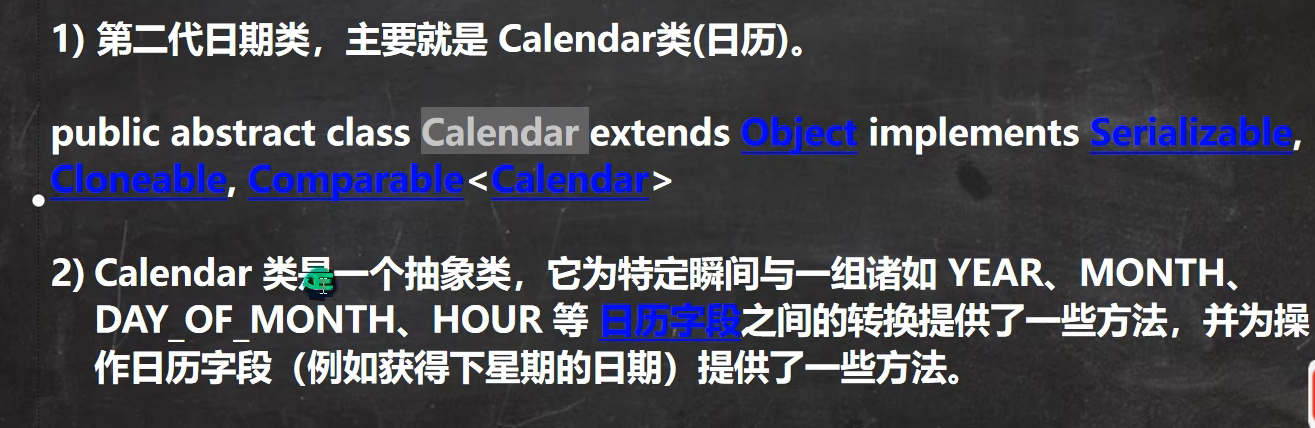 1) 第二代日期类，主要就是 Calendar类(日历)。
public abstract class Calendar extends Object implements Serializable,
Cloneable, Comparable<Calendar>
2) Calendar 类是一个抽象类，它为特定瞬间与一组诸如 YEAR、MONTH、
DAY_OF_MONTH、HOUR 等 日历字段之间的转换提供了一些方法，并为操
作日历字段（例如获得下星期的日期）提供了一些方法。